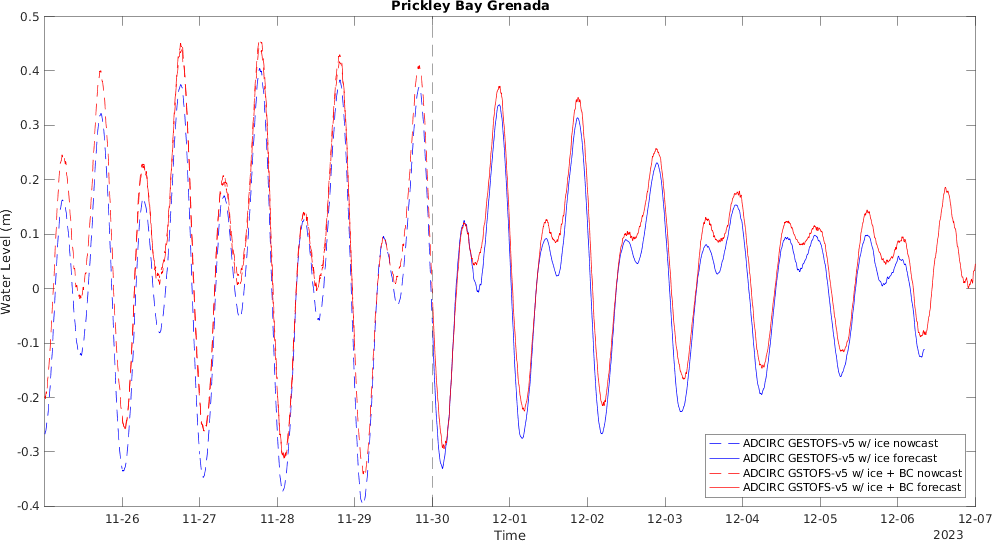 Prickley Bay Grenada
0.5
0.4
0.3
0.2
0.1
0
-0.1
-0.2
-0.3
-0.4
Water Level (m)
11-26 11-27 11-28 11-29 11-30 12-01 12-02 12-03 12-04 12-05 12-06 12-07
Time
2023
ADCIRC GESTOFS-v5 w/ ice nowcast
ADCIRC GESTOFS-v5 w/ ice forecast
ADCIRC GSTOFS-v5 w/ ice + BC nowcast
ADCIRC GSTOFS-v5 w/ ice + BC forecast